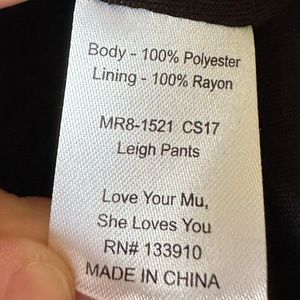 Body - 100% Polyester
Lining - 100% Rayon
MR8-1521 CS17
Leigh Pants
Love Your Mu,
She Loves You
RN# 133910
MADE IN CHINA